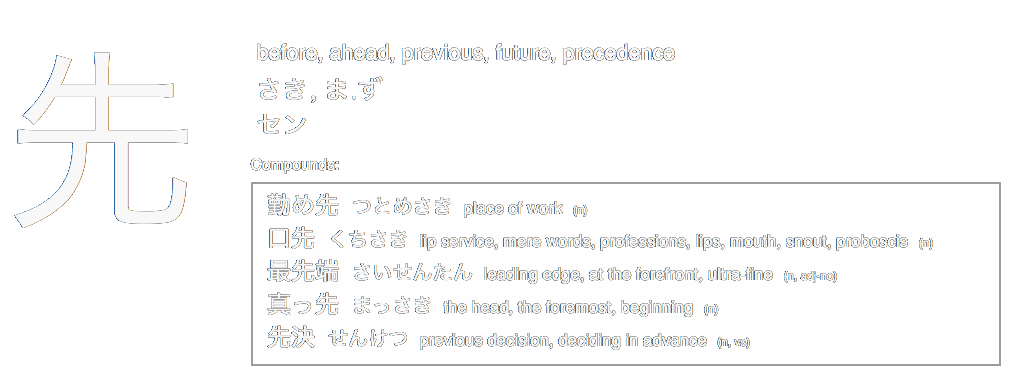 先
before, ahead, previous, future, precedence
さき, ま.ず
セン
Compounds:
勤め先 つとめさき place of work (n)
口先 くちさき lip service, mere words, professions, lips, mouth, snout, proboscis (n)
最先端 さいせんたん leading edge, at the forefront, ultra-fine (n, adj-no)
真っ先 まっさき the head, the foremost, beginning (n)
先決 せんけつ previous decision, deciding in advance (n, vs)